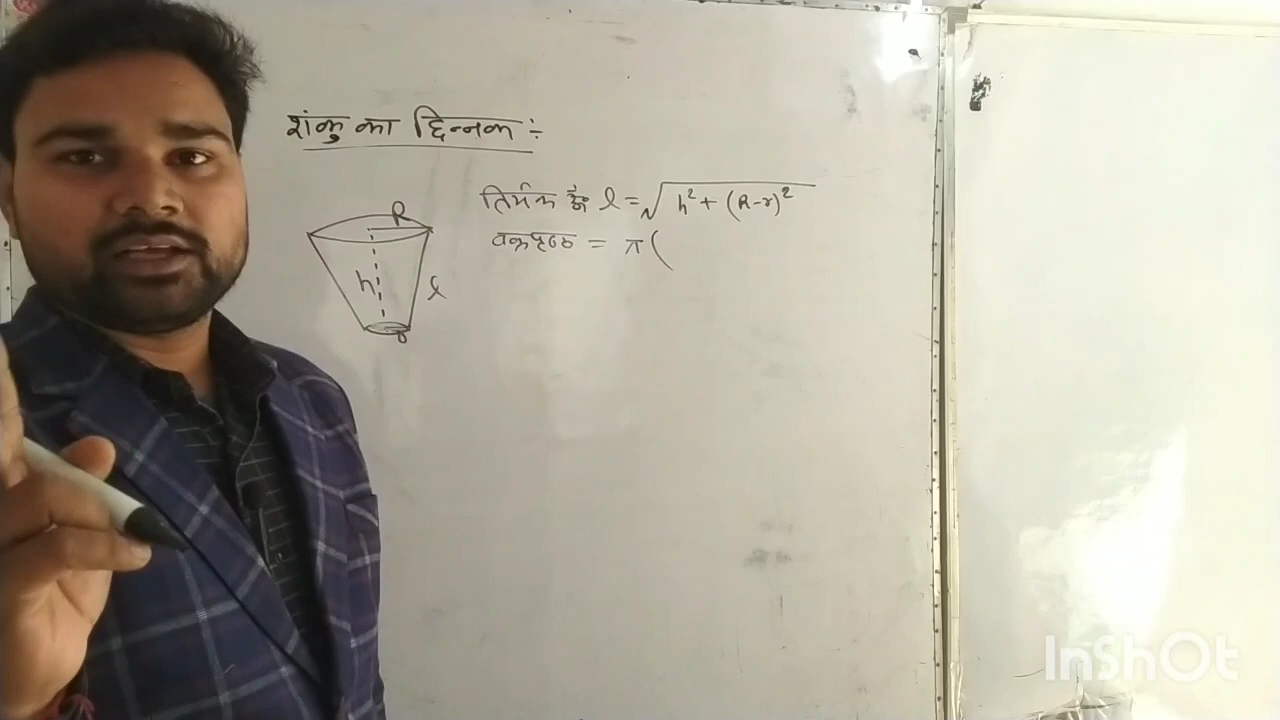 शंकु का छिन्नक ÷
तिर्यक ऊँ l = √h² + (R-r)²
वक्रपृष्ठ = π (
R
h
l
r
InShOt